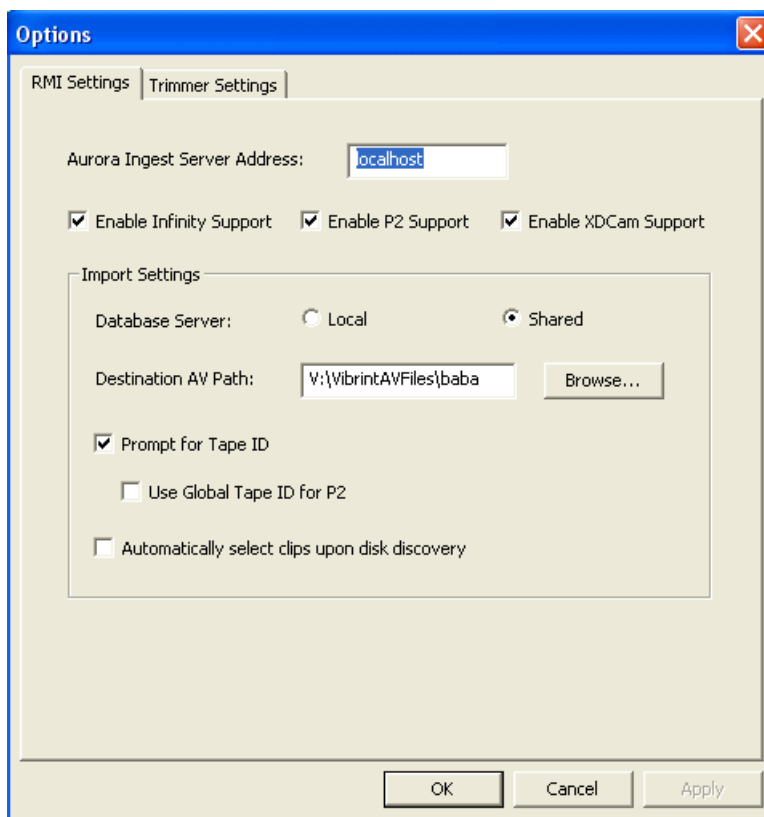 Options
RMI Settings Trimmer Settings
Aurora Ingest Server Address: localhost
Enable Infinity Support Enable P2 Support Enable XDCam Support
Import Settings
Database Server: Local Shared
Destination AV Path: V:\VibrintAVFiles\baba Browse...
Prompt for Tape ID
Use Global Tape ID for P2
Automatically select clips upon disk discovery
OK Cancel Apply